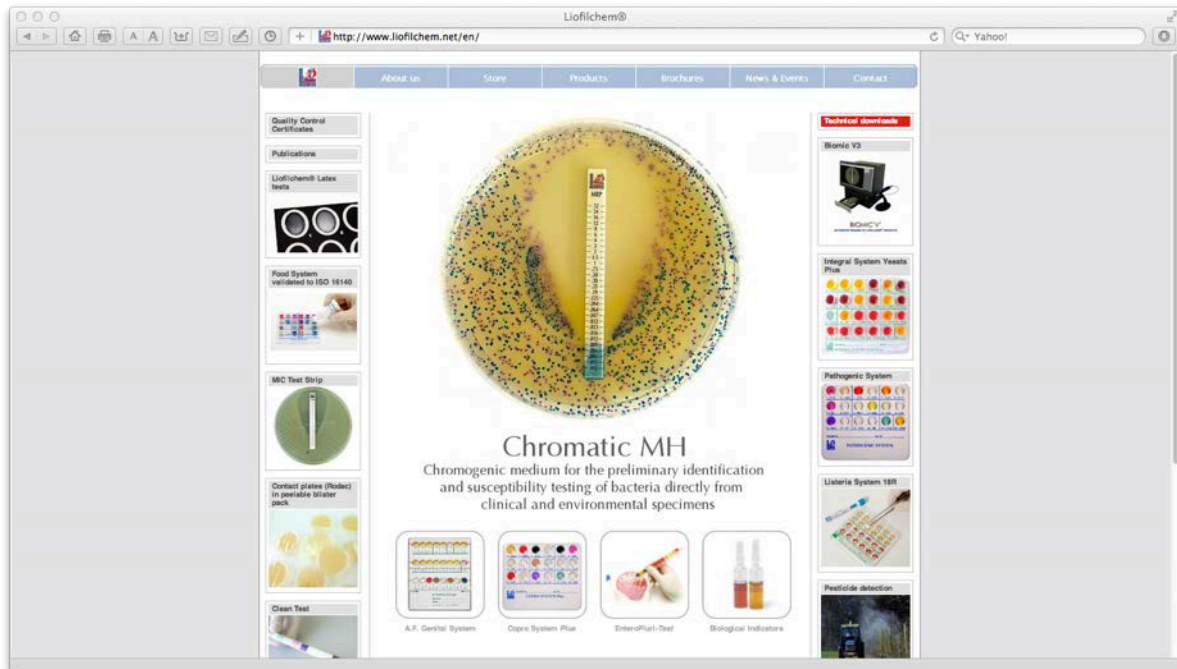 Liofilchem®
A A
http://www.liofilchem.net/en/
Yahoo!
About us
Store
Products
Brochures
News & Events
Contact
Quality Control
Certificates
Publications
Liofilchem® Latex
tests
Food System
validated to ISO 16140
MIC Test Strip
Contact plates (Rodac)
in peelable blister
pack
Clean Test
MRP
Chromatic MH
Chromogenic medium for the preliminary identification
and susceptibility testing of bacteria directly from
clinical and environmental specimens
A.F. Genital System
Copro System Plus
EnteroPluri-Test
Biological Indicators
Technical downloads
Biomic V3
Integral System Yeasts
Plus
Pathogenic System
Listeria System 18R
Pesticide detection